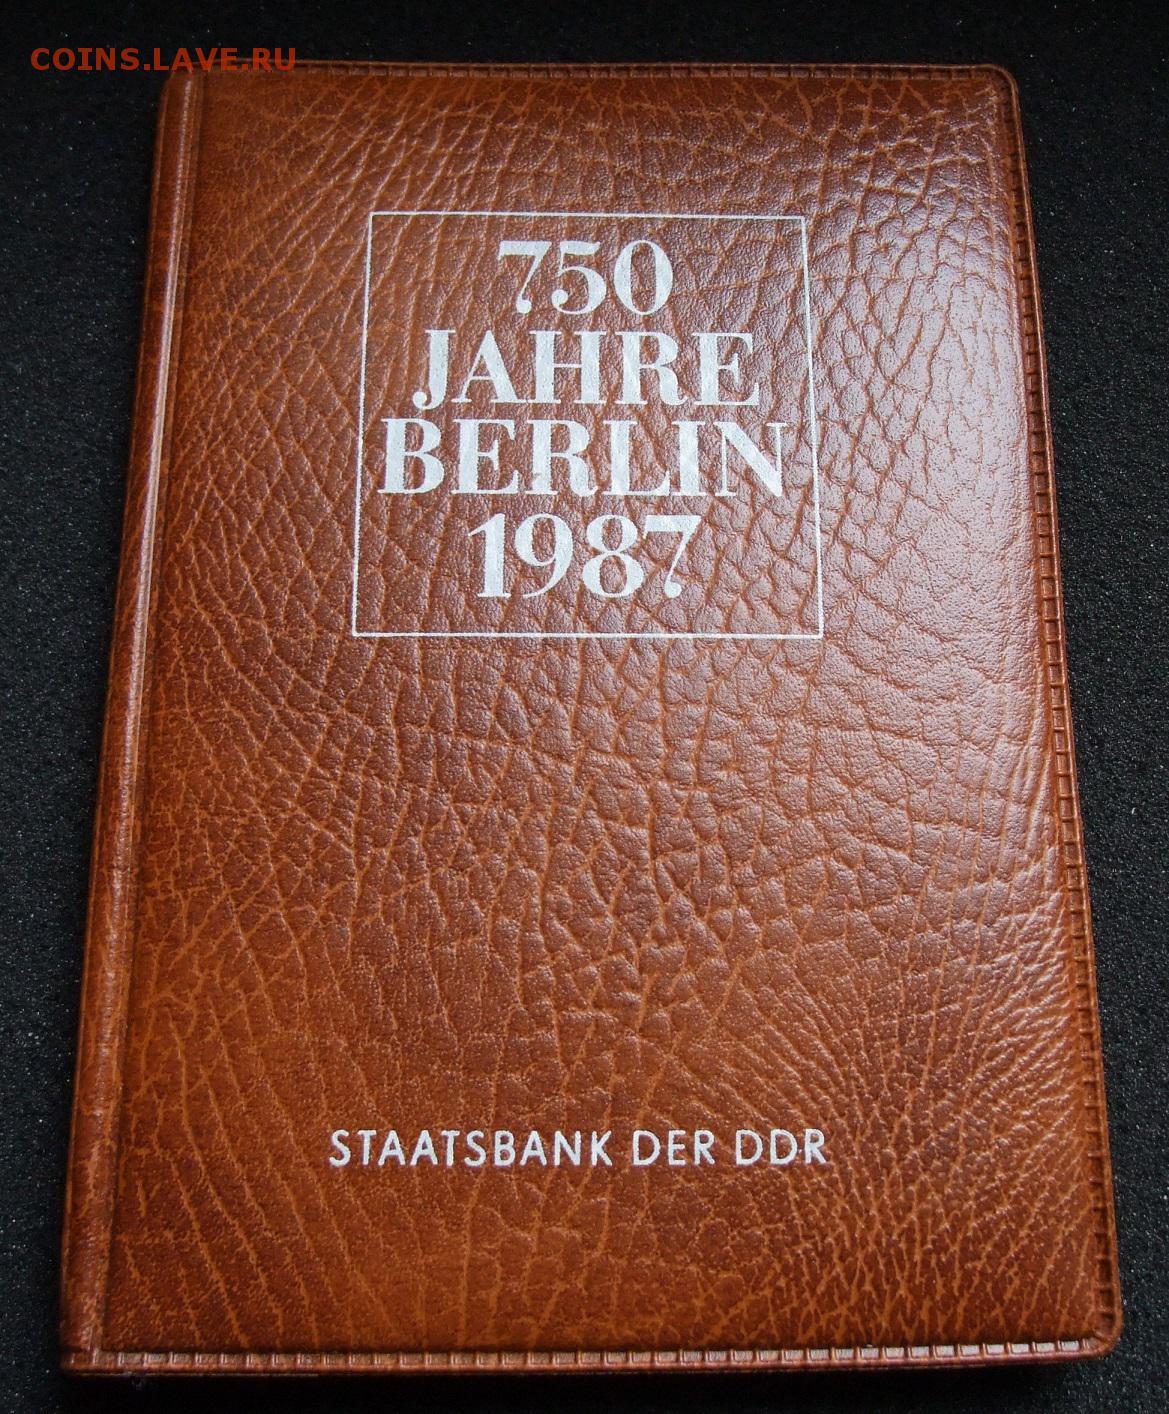 COINS.LAVE.RU
750
JAHRE
BERLIN
1987
STAATSBANK DER DDR